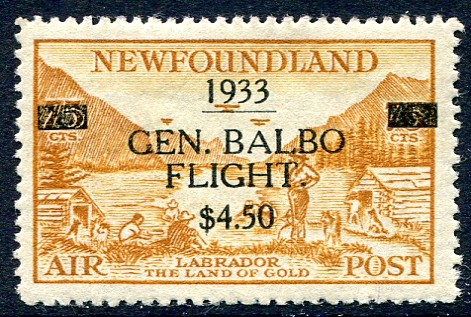 NEWFOUNDLAND
1933
75 75
CTS. CTS.
GEN. BALBO
FLIGHT.
$4.50
LABRADOR
AIR THE LAND OF GOLD POST